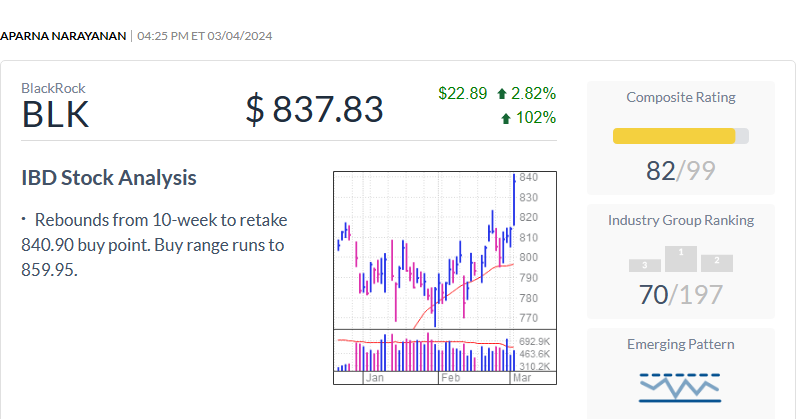 APARNA NARAYANAN | 04:25 PM ET 03/04/2024
BlackRock
BLK
$ 837.83
$22.89 2.82%
102%
IBD Stock Analysis
• Rebounds from 10-week to retake
840.90 buy point. Buy range runs to
859.95.
840
830
820
810
800
790
780
770
692.9K
463.6K
310.2K
Jan Feb Mar
Composite Rating
82/99
Industry Group Ranking
3 1 2
70/197
Emerging Pattern